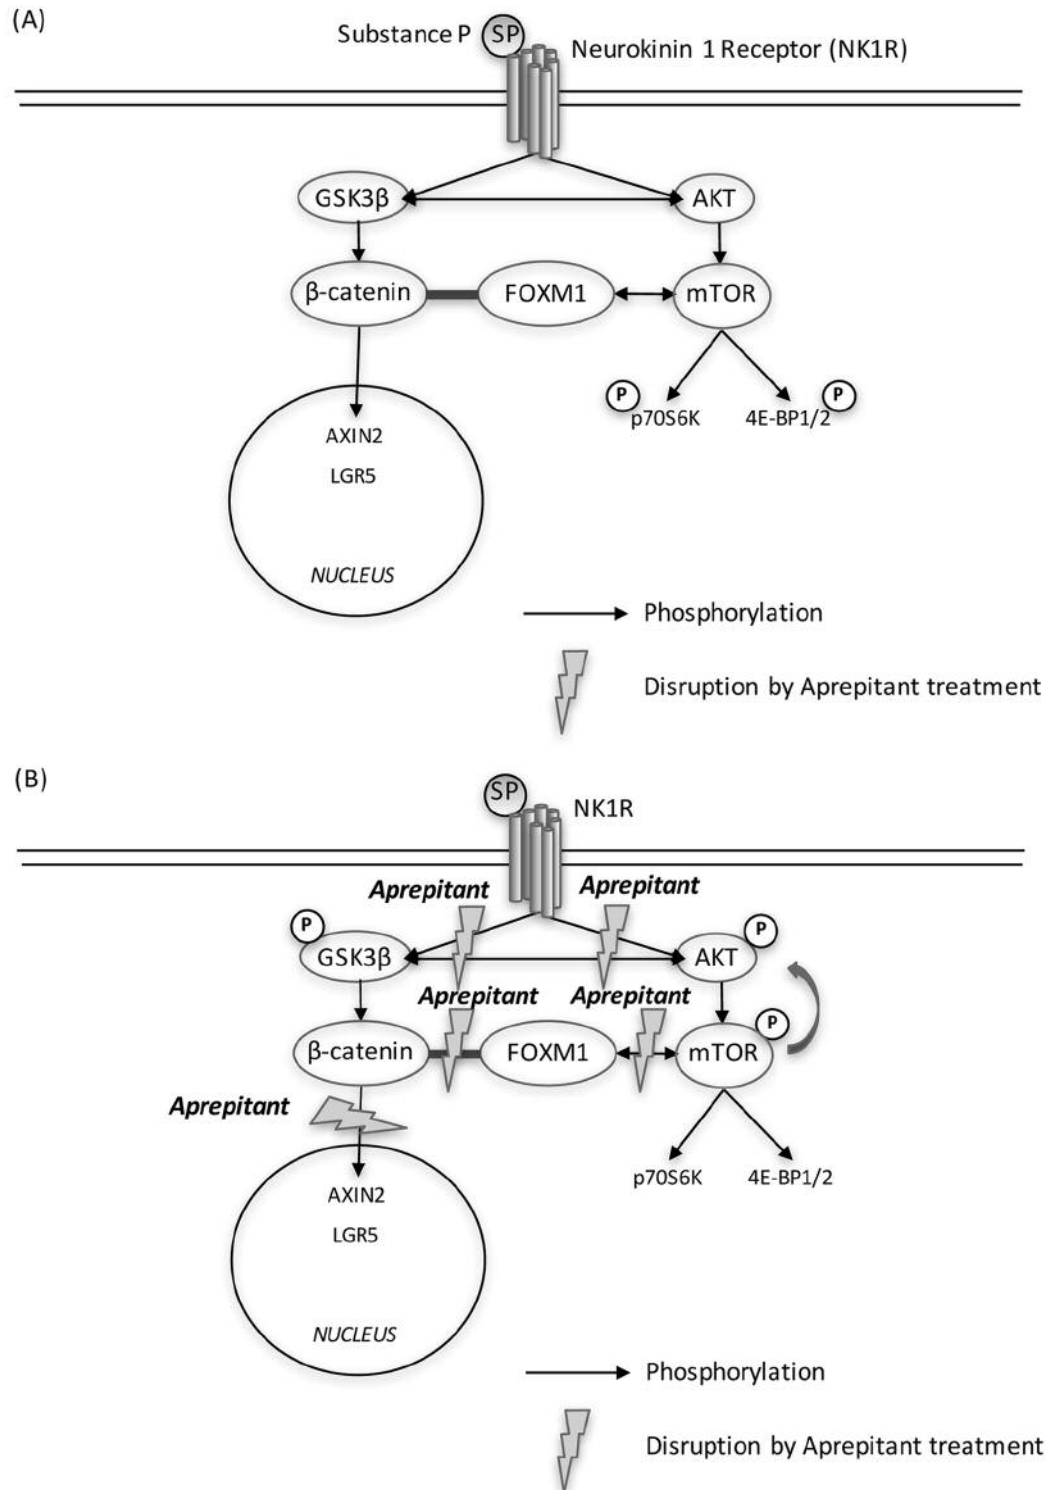 (A)
Substance P
SP
Neurokinin 1 Receptor (NK1R)
GSK3β
AKT
β-catenin
FOXM1
mTOR
P
p70S6K
4E-BP1/2
P
AXIN2
LGR5
NUCLEUS
Phosphorylation
Disruption by Aprepitant treatment
(B)
SP
NK1R
Aprepitant
Aprepitant
P
GSK3β
AKT
P
Aprepitant
Aprepitant
β-catenin
FOXM1
mTOR
P
Aprepitant
p70S6K
4E-BP1/2
AXIN2
LGR5
NUCLEUS
Phosphorylation
Disruption by Aprepitant treatment